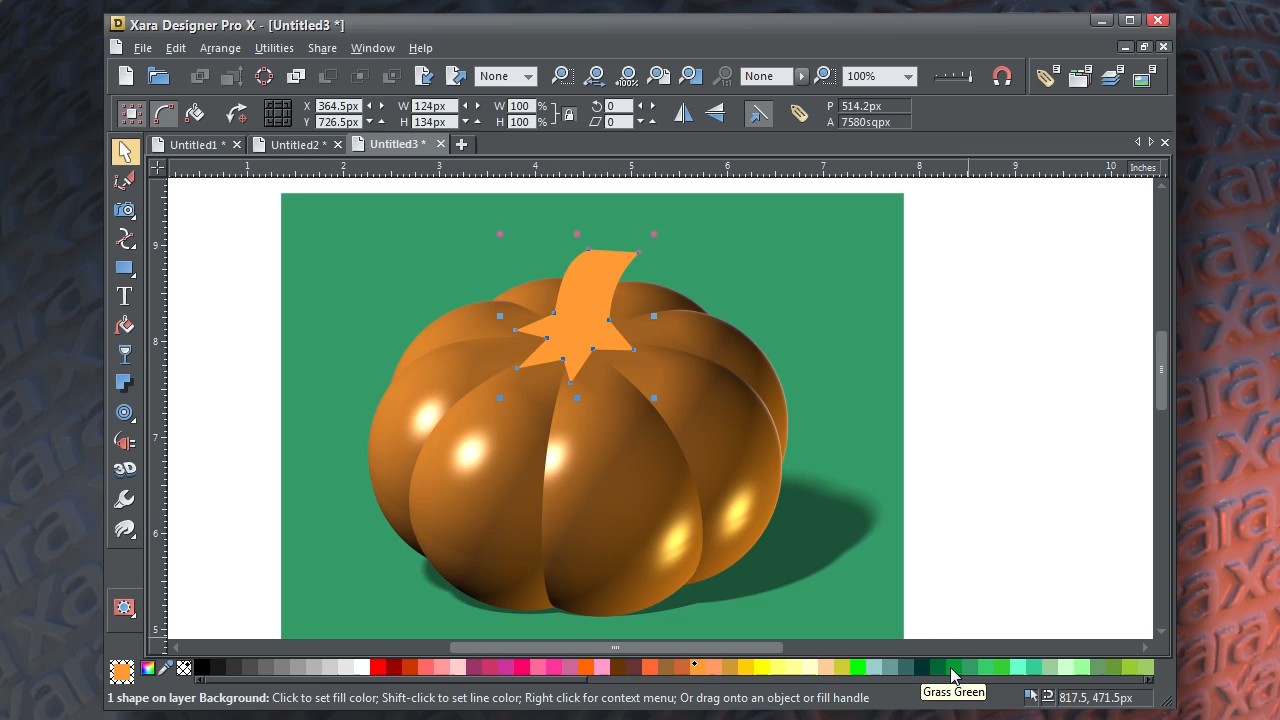 Xara Designer Pro X - [Untitled3 *]
File Edit Arrange Utilities Share Window Help
None 100% None 100%
X 364.5px W 124px W 100 % 0 P 514.2px
Y 726.5px H 134px H 100 % 0 A 7580sqpx
Untitled1 * Untitled2 * Untitled3 *
1 2 3 4 5 6 7 8 9 10 Inches
9
8
7
6
5
T
3D
Grass Green
1 shape on layer Background: Click to set fill color; Shift-click to set line color; Right click for context menu; Or drag onto an object or fill handle 817.5, 471.5px